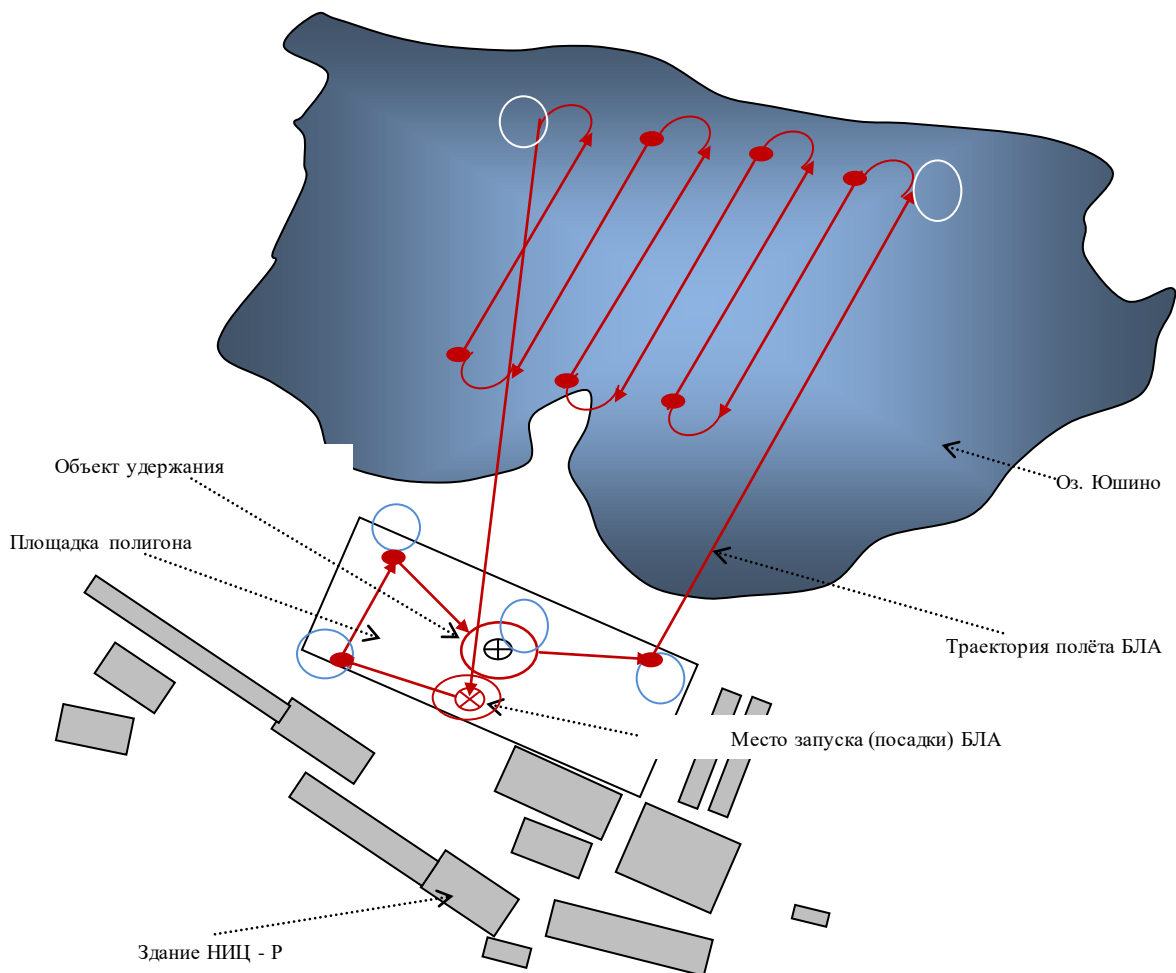 Объект удержания
Оз. Юшино
Площадка полигона
Траектория полёта БЛА
Место запуска (посадки) БЛА
Здание НИЦ - Р